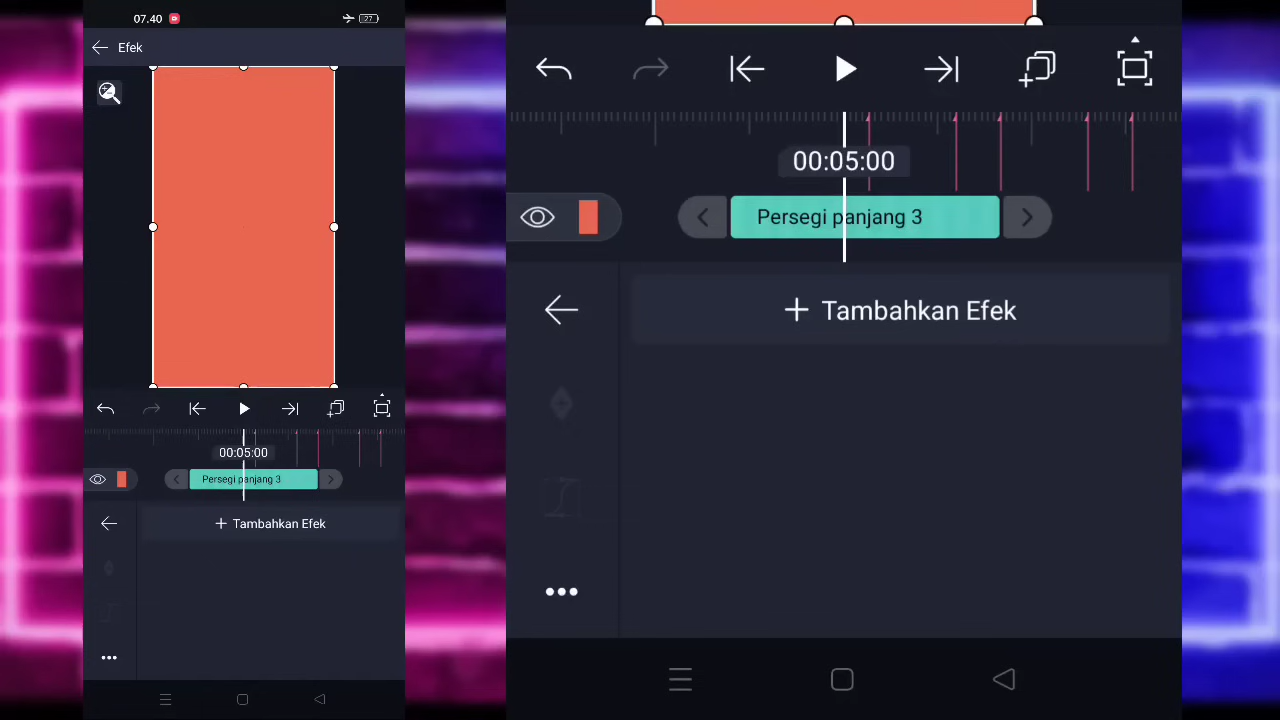 07.40
27
Efek
00:05:00
Persegi panjang 3
+ Tambahkan Efek
00:05:00
Persegi panjang 3
+ Tambahkan Efek